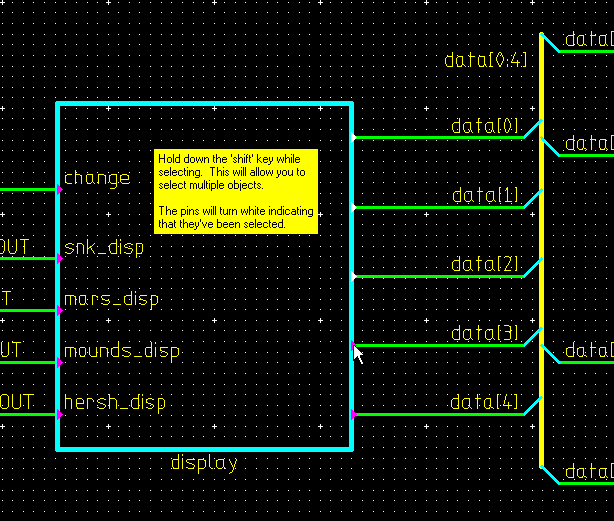 data[
data[0:4]
data[0]
data[
Hold down the 'shift' key while
selecting. This will allow you to
select multiple objects.
The pins will turn white indicating
that they've been selected.
change
data[1]
OUT
snk_disp
data[2]
T
mars_disp
data[3]
UT
mounds_disp
data[
OUT
hersh_disp
data[4]
display
data[